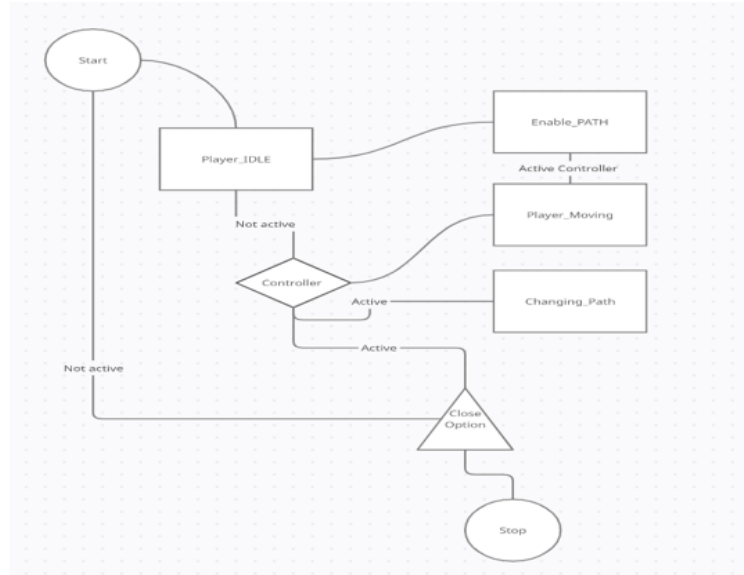 Start
Enable_PATH
Player_IDLE
Active Controller
Player_Moving
Not active
Controller
Active
Changing_Path
Active
Not active
Close
Option
Stop